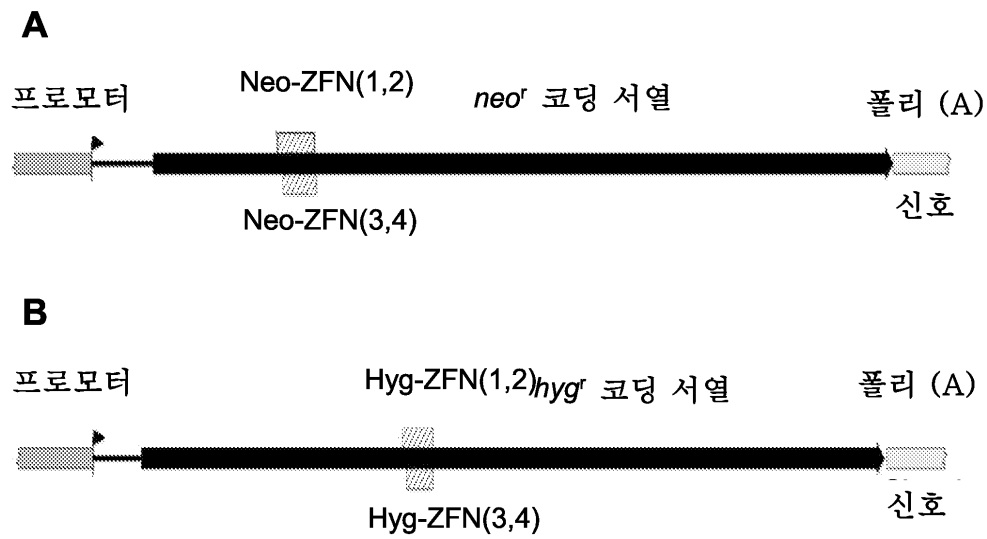 A
프로모터 Neo-ZFN(1,2) neoʳ 코딩 서열 폴리 (A)
Neo-ZFN(3,4) 신호
B
프로모터 Hyg-ZFN(1,2) hygʳ 코딩 서열 폴리 (A)
Hyg-ZFN(3,4) 신호